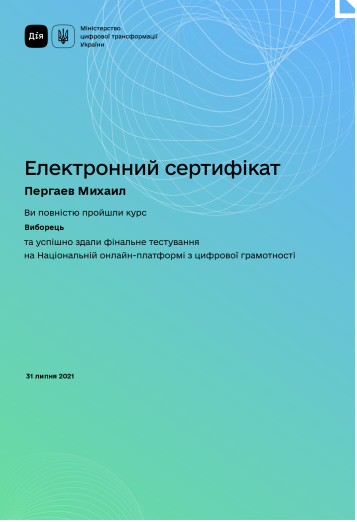 Дія
Міністерство
цифрової трансформації
України
Електронний сертифікат
Пергаев Михаил
Ви повністю пройшли курс
Виборець
та успішно здали фінальне тестування
на Національній онлайн-платформі з цифрової грамотності
31 липня 2021